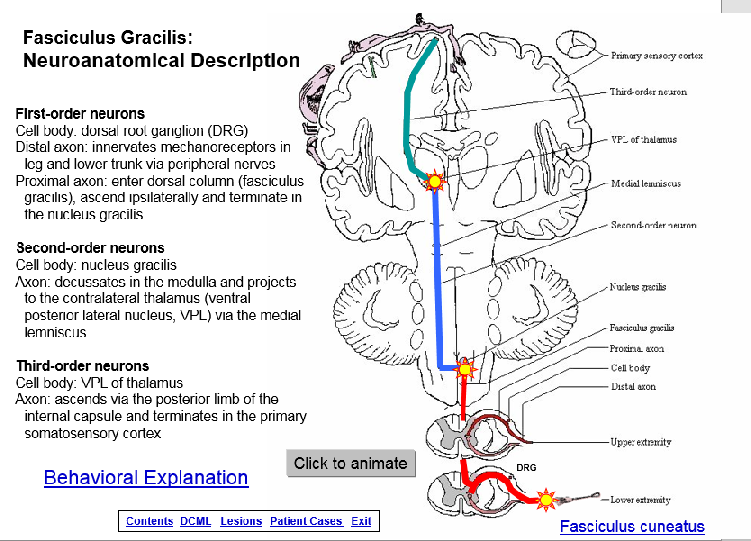 Fasciculus Gracilis:
Neuroanatomical Description
First-order neurons
Cell body: dorsal root ganglion (DRG)
Distal axon: innervates mechanoreceptors in
leg and lower trunk via peripheral nerves
Proximal axon: enter dorsal column (fasciculus
gracilis), ascend ipsilaterally and terminate in
the nucleus gracilis
Second-order neurons
Cell body: nucleus gracilis
Axon: decussates in the medulla and projects
to the contralateral thalamus (ventral
posterior lateral nucleus, VPL) via the medial
lemniscus
Third-order neurons
Cell body: VPL of thalamus
Axon: ascends via the posterior limb of the
internal capsule and terminates in the primary
somatosensory cortex
Behavioral Explanation
Click to animate
Contents DCML Lesions Patient Cases Exit
Primary sensory cortex
Third-order neuron
VPL of thalamus
Medial lemniscus
Second-order neuron
Nucleus gracilis
Fasciculus gracilis
Proximal axon
Cell body
Distal axon
Upper extremity
DRG
Lower extremity
Fasciculus cuneatus